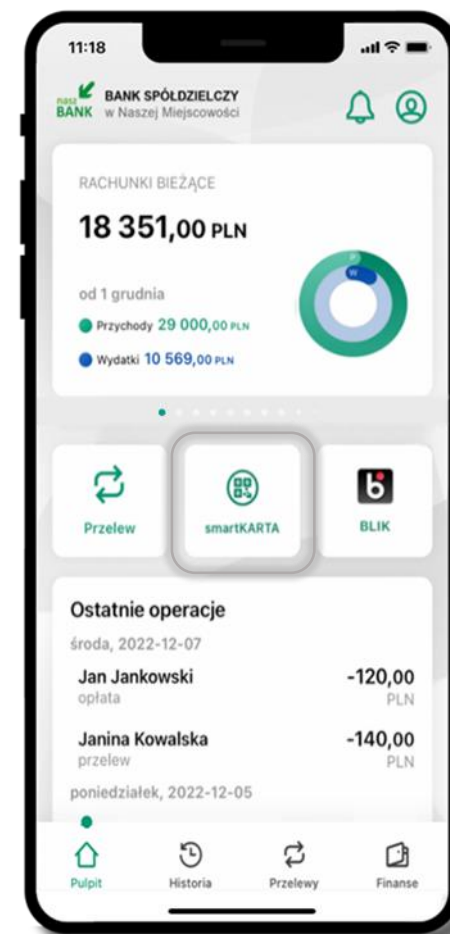 11:18
nasz
BANK
BANK SPÓŁDZIELCZY
w Naszej Miejscowości
RACHUNKI BIEŻĄCE
18 351,00 PLN
od 1 grudnia
Przychody 29 000,00 PLN
Wydatki 10 569,00 PLN
P
W
Przelew
smartKARTA
BLIK
Ostatnie operacje
środa, 2022-12-07
Jan Jankowski -120,00
opłata PLN
Janina Kowalska -140,00
przelew PLN
poniedziałek, 2022-12-05
Pulpit Historia Przelewy Finanse